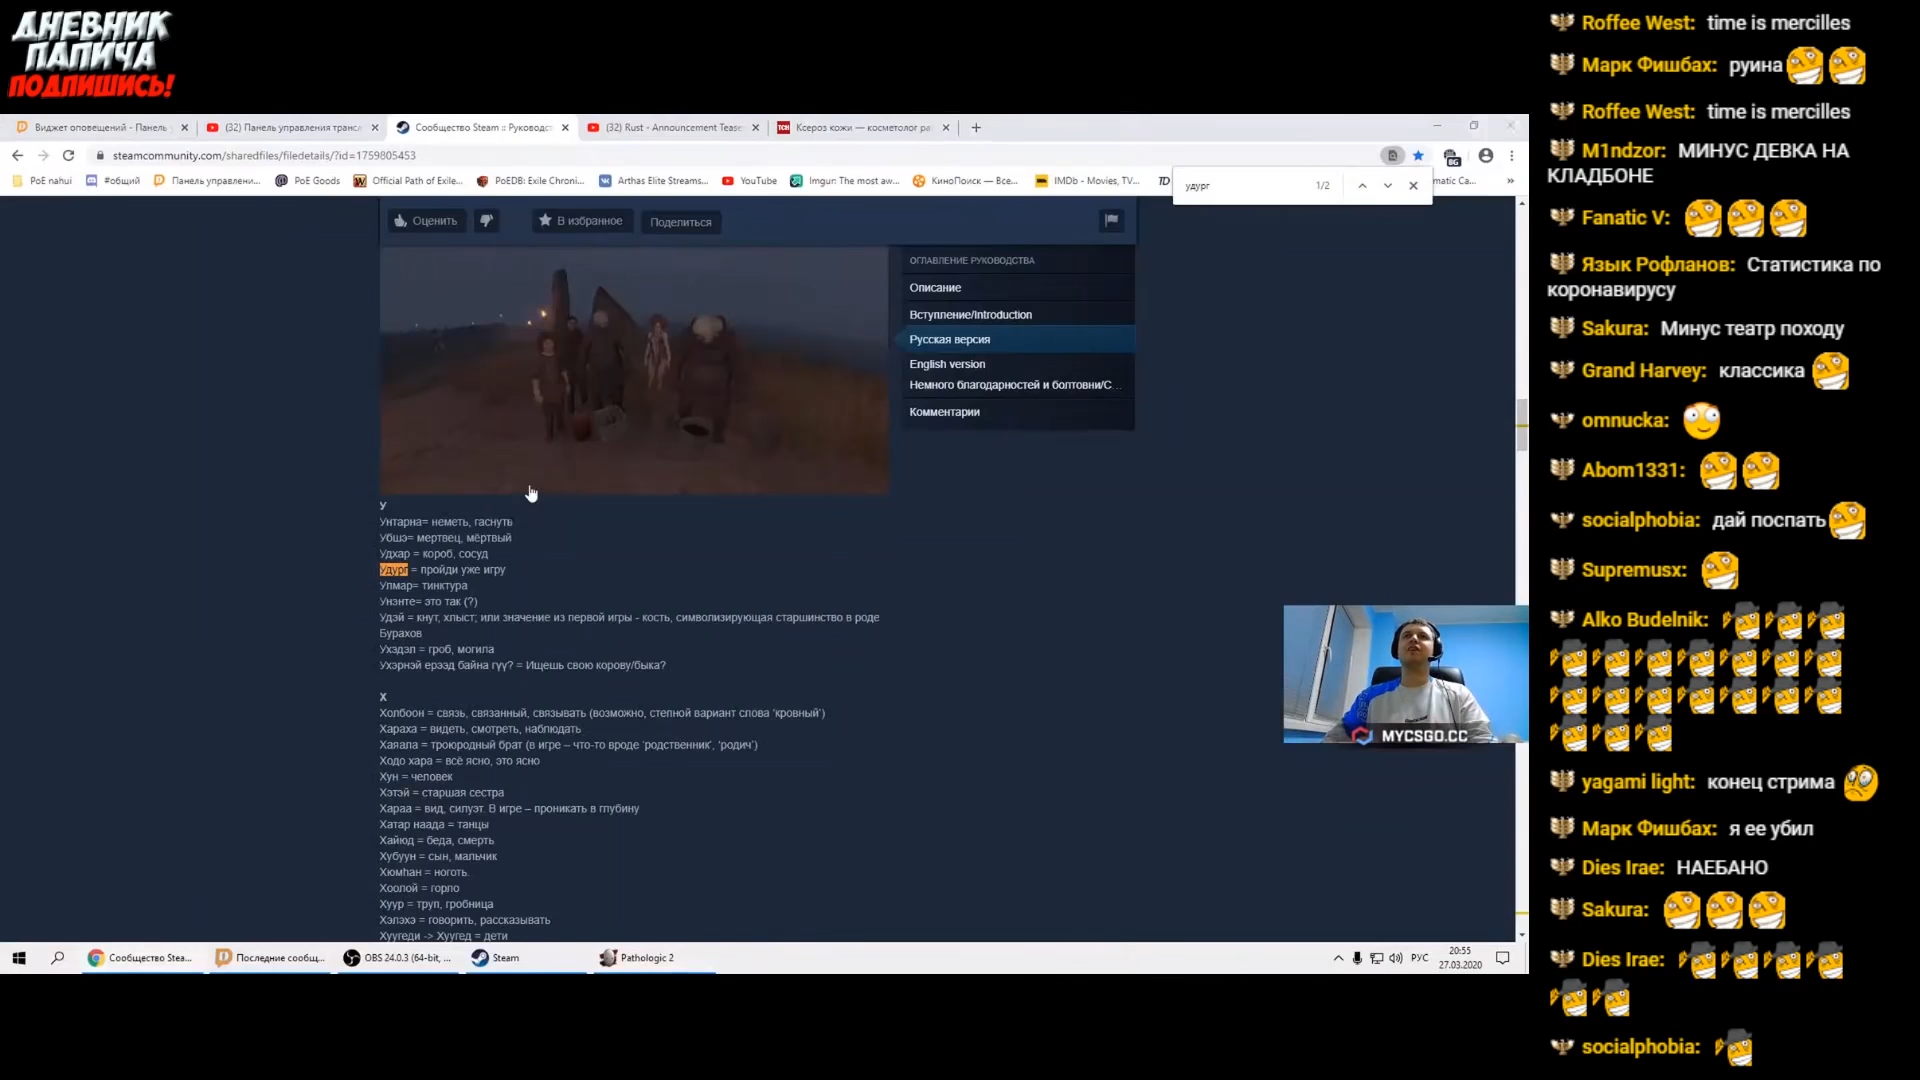 ДНЕВНИК
ПАПИЧА
ПОДПИШИСЬ!
Виджет оповещений - Панель у
(32) Панель управления трансл
Сообщество Steam :: Руководст
(32) Rust - Announcement Tease
Ксероз кожи — косметолог ра
steamcommunity.com/sharedfiles/filedetails/?id=1759805453
PoE nahui
#общий
Панель управлени...
PoE Goods
Official Path of Exile...
PoEDB: Exile Chroni...
Arthas Elite Streams...
YouTube
Imgur: The most aw...
КиноПоиск — Все...
IMDb - Movies, TV...
TD
matic Ca...
удург
1/2
Оценить
В избранное
Поделиться
ОГЛАВЛЕНИЕ РУКОВОДСТВА
Описание
Вступление/Introduction
Русская версия
English version
Немного благодарностей и болтовни/С...
Комментарии
У
Унтарна= неметь, гаснуть
Убшэ= мертвец, мёртвый
Удхар = короб, сосуд
Удург = пройди уже игру
Улмар= тинктура
Унэнте= это так (?)
Удэй = кнут, хлыст; или значение из первой игры - кость, символизирующая старшинство в роде
Бурахов
Ухэдэл = гроб, могила
Ухэрнэй ерээд байна гүү? = Ищешь свою корову/быка?
Х
Холбоон = связь, связанный, связывать (возможно, степной вариант слова 'кровный')
Хараха = видеть, смотреть, наблюдать
Хаяала = троюродный брат (в игре – что-то вроде 'родственник', 'родич')
Ходо хара = всё ясно, это ясно
Хун = человек
Хэтэй = старшая сестра
Хараа = вид, силуэт. В игре – проникать в глубину
Хатар наада = танцы
Хайюд = беда, смерть
Хубуун = сын, мальчик
Хюмhан = ноготь.
Хоолой = горло
Хуур = труп, гробница
Хэлэхэ = говорить, рассказывать
Хуугеди -> Хуугед = дети
MYCSGO.CC
Сообщество Stea...
Последние сообщ...
OBS 24.0.3 (64-bit, ...
Steam
Pathologic 2
РУС
20:55
27.03.2020
Roffee West: time is mercilles
Марк Фишбах: руина
Roffee West: time is mercilles
M1ndzor: МИНУС ДЕВКА НА
КЛАДБОНЕ
Fanatic V:
Язык Рофланов: Статистика по
коронавирусу
Sakura: Минус театр походу
Grand Harvey: классика
omnucka:
Abom1331:
socialphobia: дай поспать
Supremusx:
Alko Budelnik:
yagami light: конец стрима
Марк Фишбах: я ее убил
Dies Irae: НАЕБАНО
Sakura:
Dies Irae:
socialphobia: